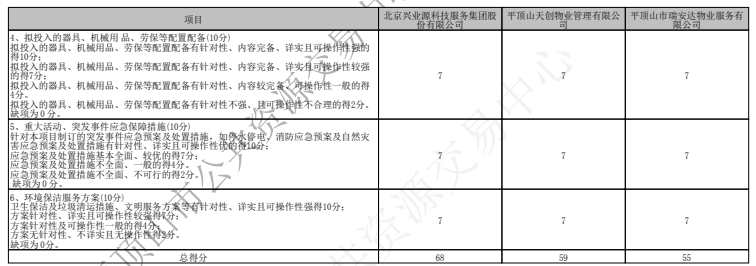 项目
北京兴业源科技服务集团股份有限公司
平顶山天创物业管理有限公司
平顶山市瑞安达物业服务有限公司
4、拟投入的器具、机械用 品、劳保等配置配备(10分)
拟投入的器具、机械用品、劳保等配置配备有针对性、内容完备、详实且可操作性强的
得10分;
拟投入的器具、机械用品、劳保等配置配备有针对性、内容完备、详实且可操作性较强
的得7分;
拟投入的器具、机械用品、劳保等配置配备有针对性、内容较完备、可操作性一般的得
4分。
拟投入的器具、机械用品、劳保等配置配备有针对性不强、且可操作性不合理的得2分。
缺项为０分。
7
7
7
5、重大活动、突发事件应急保障措施(10分)
针对本项目制订的突发事件应急预案及处置措施，如停水停电、消防应急预案及自然灾
害应急预案及处置措施有针对性、详实且可操作性优的得10分;
应急预案及处置措施基本全面、较优的得7分;
应急预案及处置措施不全面、一般的得4分。
应急预案及处置措施不全面、不可行的得2分。
缺项为０分。
7
7
7
6、环境保洁服务方案(10分)
卫生保洁及垃圾清运措施、文明服务方案等有针对性、详实且可操作性强得10分;
方案针对性、详实且可操作性较强得7分;
方案针对性及可操作性一般的得4分;
方案无针对性、不详实且无操作性得2分。
缺项为０分。
7
7
7
总得分
68
59
55
平顶山市公共资源交易中心
共资源交易中心